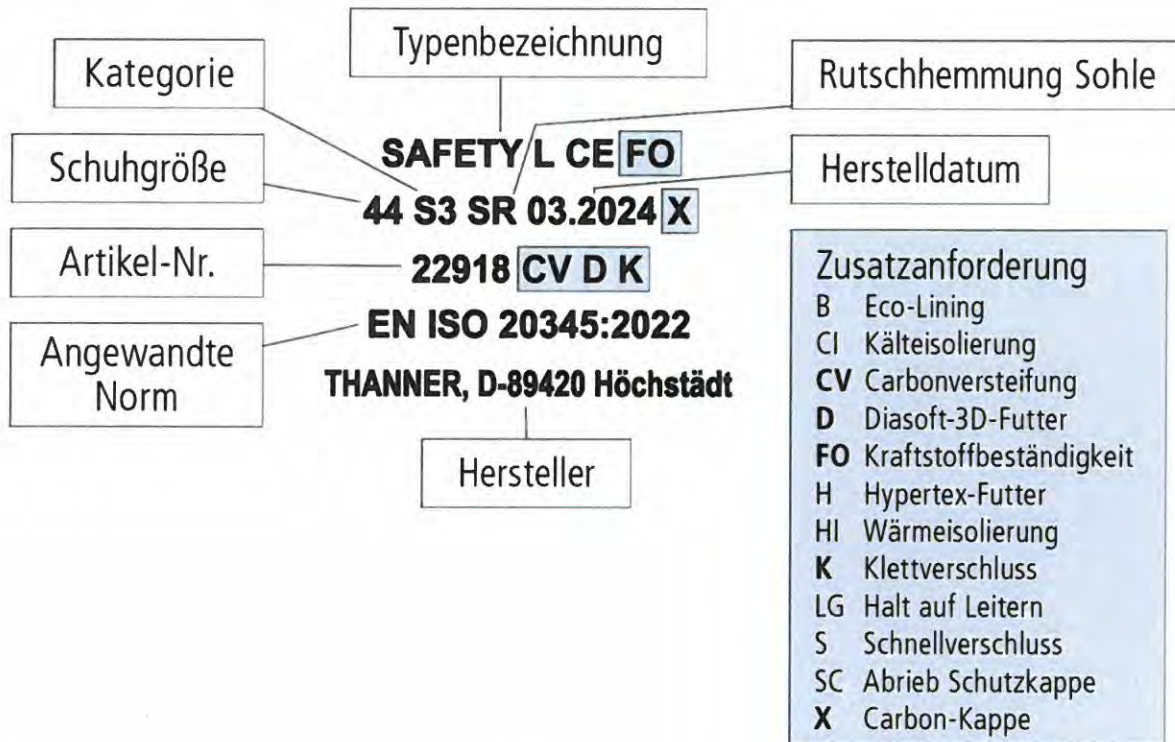 Typenbezeichnung
Kategorie
Rutschhemmung Sohle
SAFETY L CE FO
Schuhgröße
Herstelldatum
44 S3 SR 03.2024 X
Artikel-Nr.
22918 CV D K
Angewandte
Norm
EN ISO 20345:2022
THANNER, D-89420 Höchstädt
Hersteller
Zusatzanforderung
B Eco-Lining
CI Kälteisolierung
CV Carbonversteifung
D Diasoft-3D-Futter
FO Kraftstoffbeständigkeit
H Hypertex-Futter
HI Wärmeisolierung
K Klettverschluss
LG Halt auf Leitern
S Schnellverschluss
SC Abrieb Schutzkappe
X Carbon-Kappe